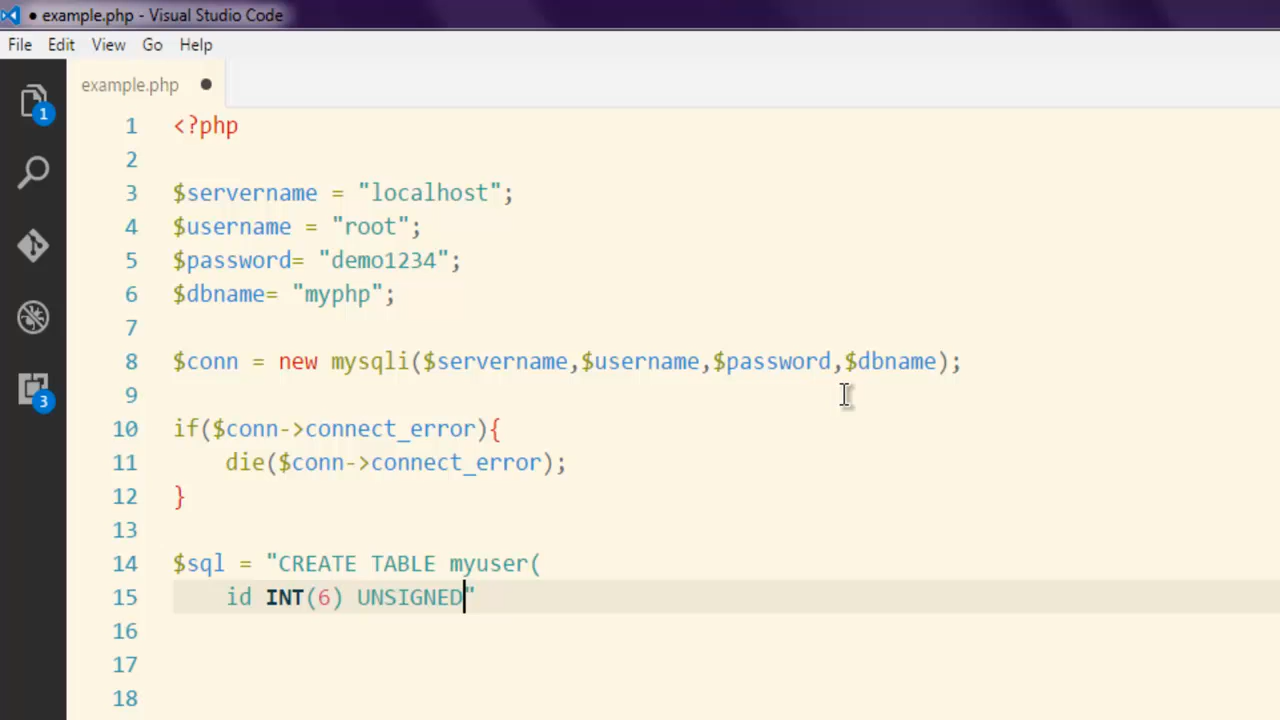 ● example.php - Visual Studio Code
File Edit View Go Help
example.php ●
1
3
1 <?php
2
3 $servername = "localhost";
4 $username = "root";
5 $password= "demo1234";
6 $dbname= "myphp";
7
8 $conn = new mysqli($servername,$username,$password,$dbname);
9
10 if($conn->connect_error){
11     die($conn->connect_error);
12 }
13
14 $sql = "CREATE TABLE myuser(
15     id INT(6) UNSIGNED"
16
17
18